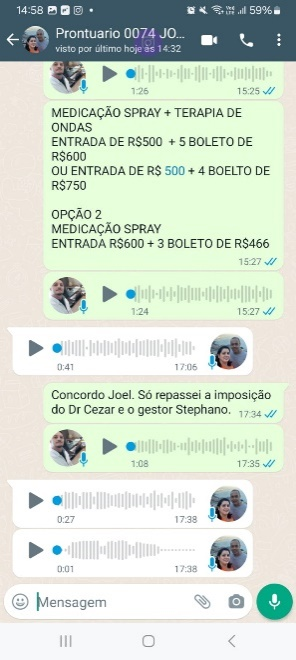 14:58
59%
Prontuario 0074 JO...
visto por último hoje às 14:32
1:26
15:25
MEDICAÇÃO SPRAY + TERAPIA DE
ONDAS
ENTRADA DE R$500 + 5 BOLETO DE
R$600
OU ENTRADA DE R$ 500 + 4 BOELTO DE
R$750
OPÇÃO 2
MEDICAÇÃO SPRAY
ENTRADA R$600 + 3 BOLETO DE R$466
15:27
1:24
15:27
0:41
17:06
Concordo Joel. Só repassei a imposição
do Dr Cezar e o gestor Stephano.
17:34
1:08
17:35
0:27
17:38
0:01
17:38
Mensagem